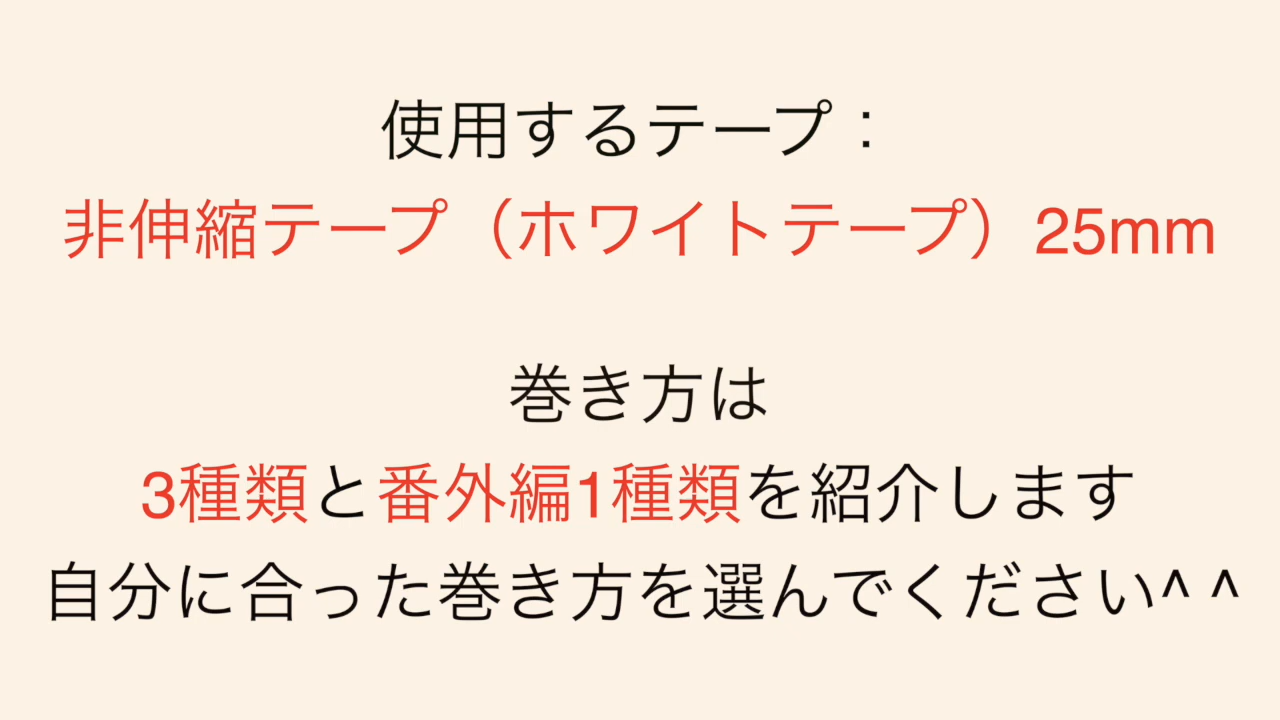 使用するテープ：
非伸縮テープ（ホワイトテープ）25mm
巻き方は
3種類と番外編1種類を紹介します
自分に合った巻き方を選んでください^ ^